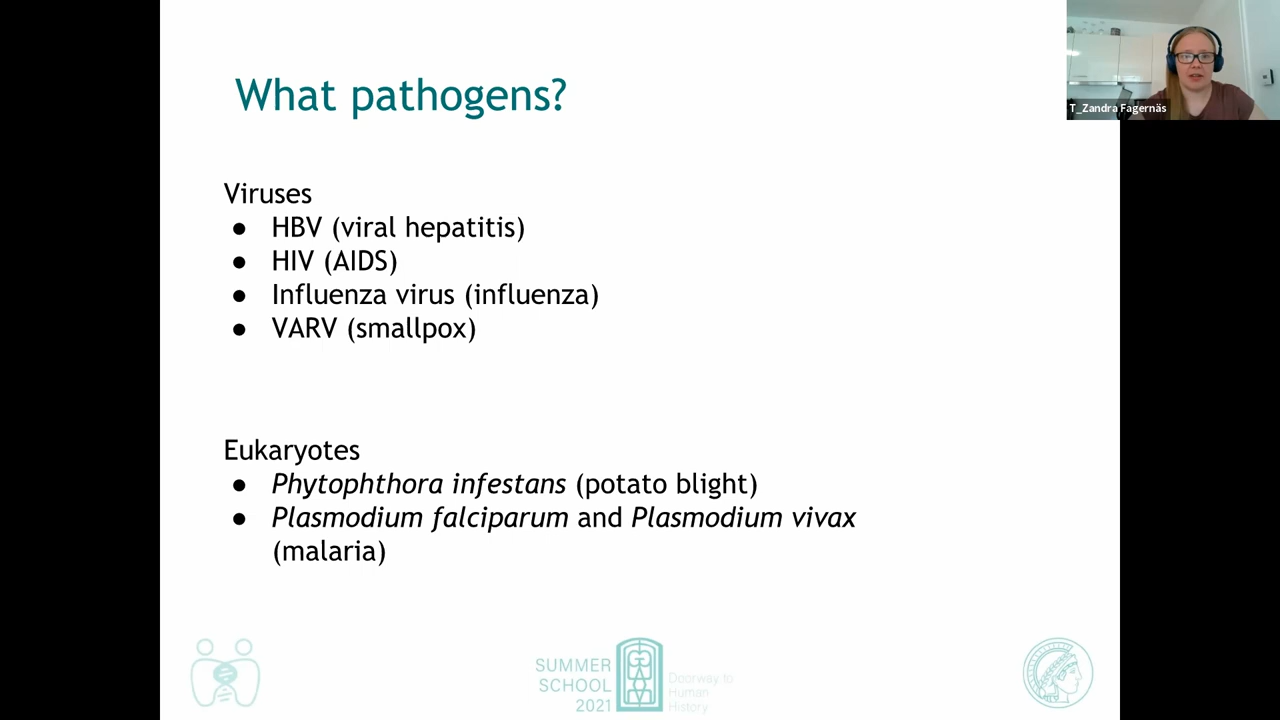 What pathogens?
T_Zandra Fagernäs
Viruses
● HBV (viral hepatitis)
● HIV (AIDS)
● Influenza virus (influenza)
● VARV (smallpox)
Eukaryotes
● Phytophthora infestans (potato blight)
● Plasmodium falciparum and Plasmodium vivax
(malaria)
SUMMER
SCHOOL
2021
Doorway to
Human
History